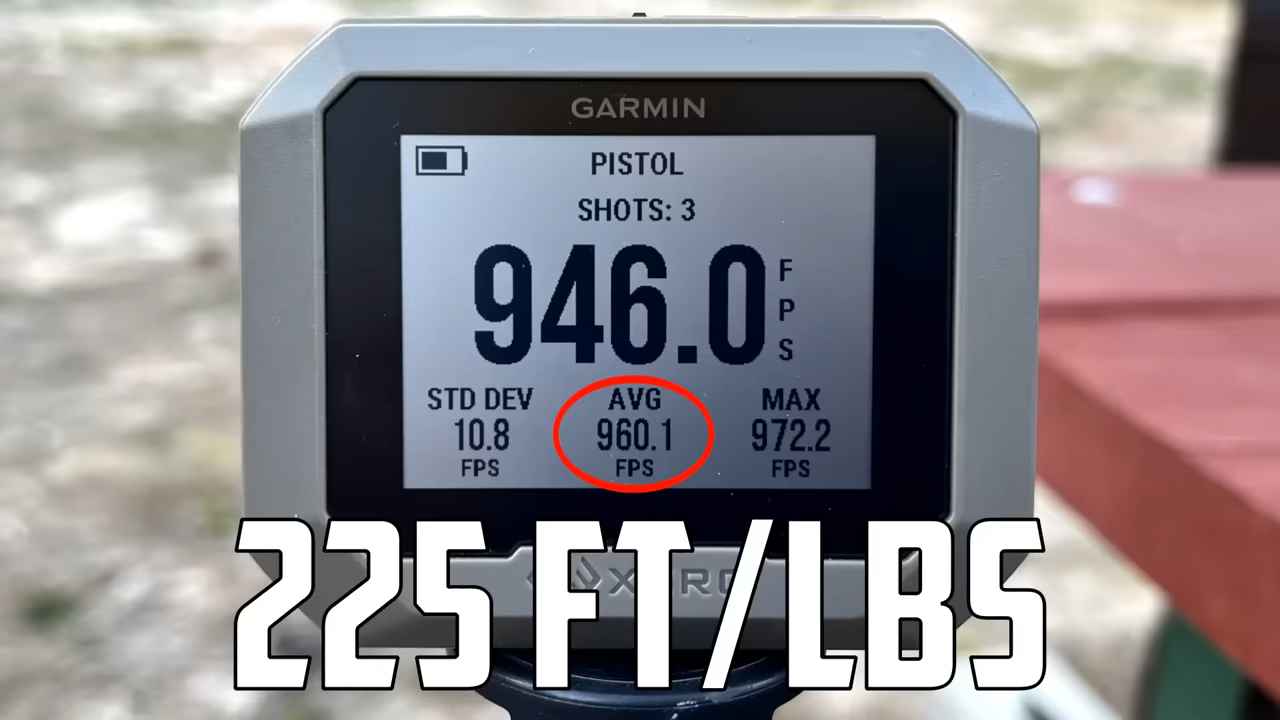 GARMIN
PISTOL
SHOTS: 3
946.0 FPS
STD DEV AVG MAX
10.8 960.1 972.2
FPS FPS FPS
225 FT/LBS